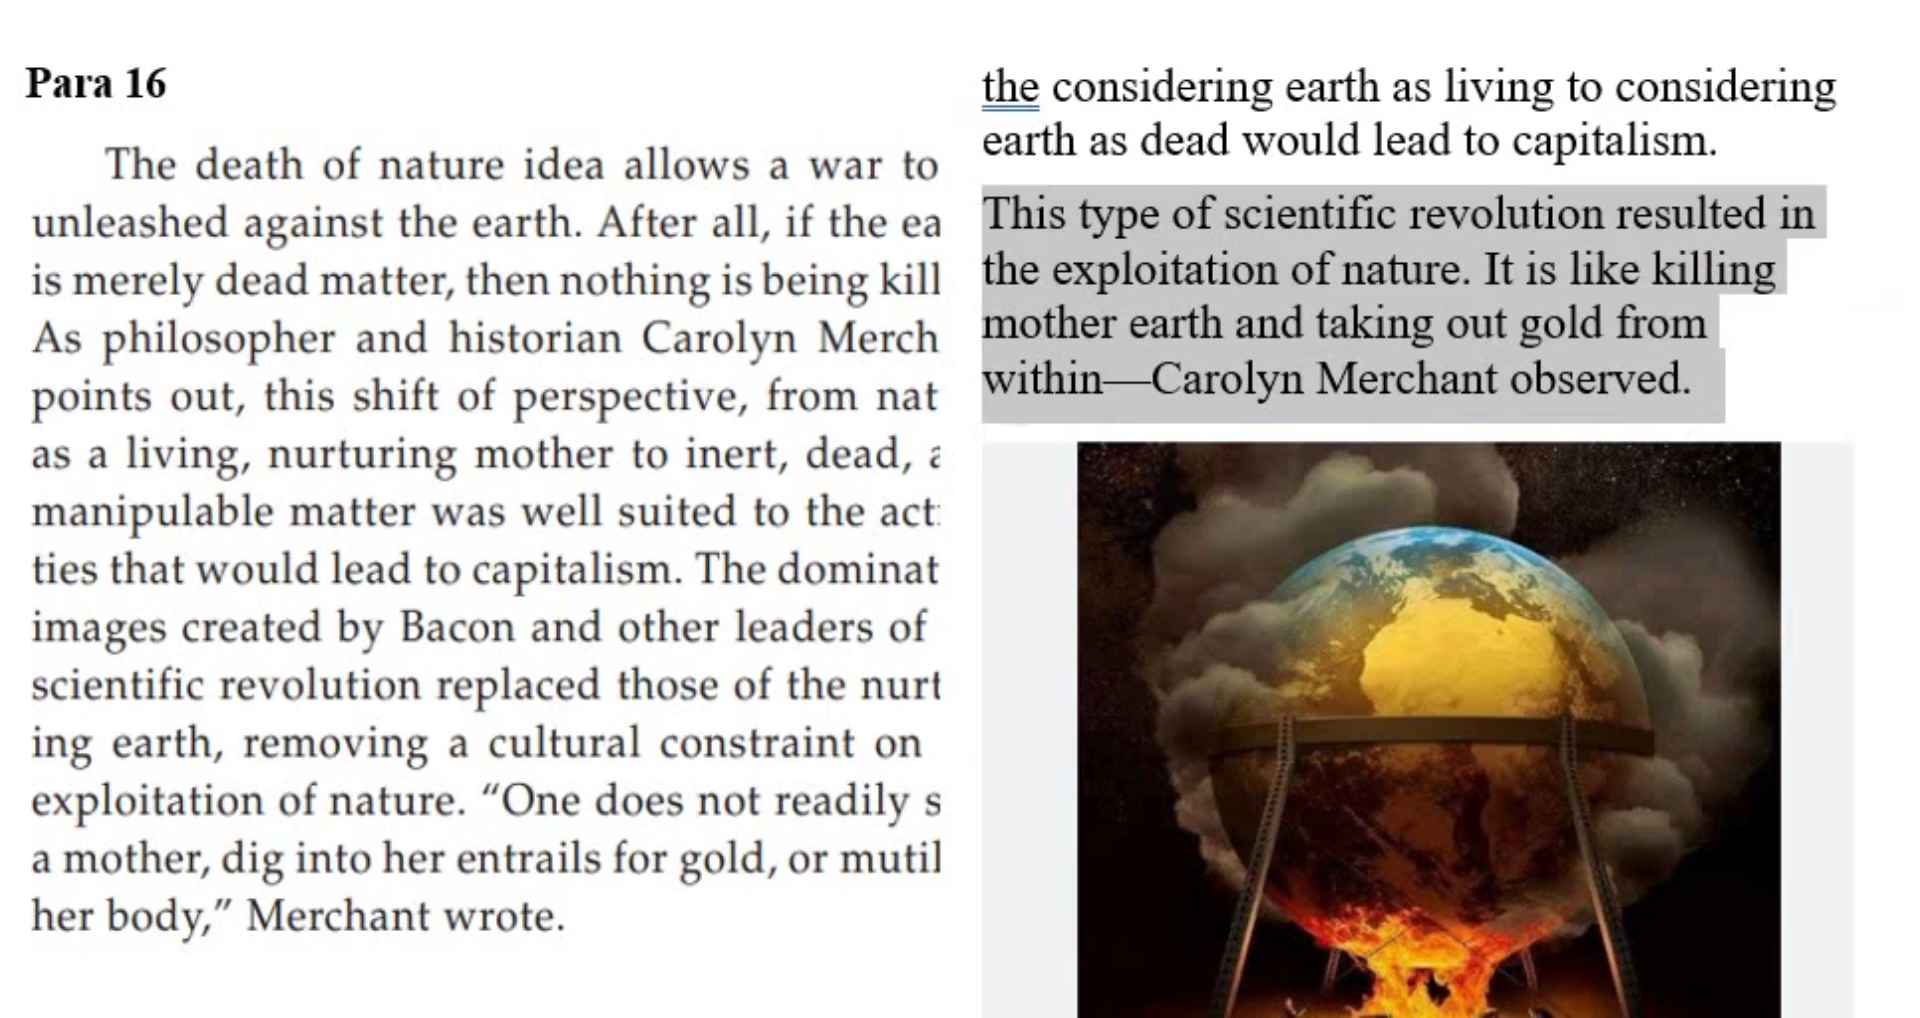 Para 16
The death of nature idea allows a war to
unleashed against the earth. After all, if the ea
is merely dead matter, then nothing is being kill
As philosopher and historian Carolyn Merch
points out, this shift of perspective, from nat
as a living, nurturing mother to inert, dead, a
manipulable matter was well suited to the acti
ties that would lead to capitalism. The dominat
images created by Bacon and other leaders of
scientific revolution replaced those of the nurt
ing earth, removing a cultural constraint on
exploitation of nature. “One does not readily s
a mother, dig into her entrails for gold, or mutil
her body,” Merchant wrote.
the considering earth as living to considering
earth as dead would lead to capitalism.
This type of scientific revolution resulted in
the exploitation of nature. It is like killing
mother earth and taking out gold from
within—Carolyn Merchant observed.